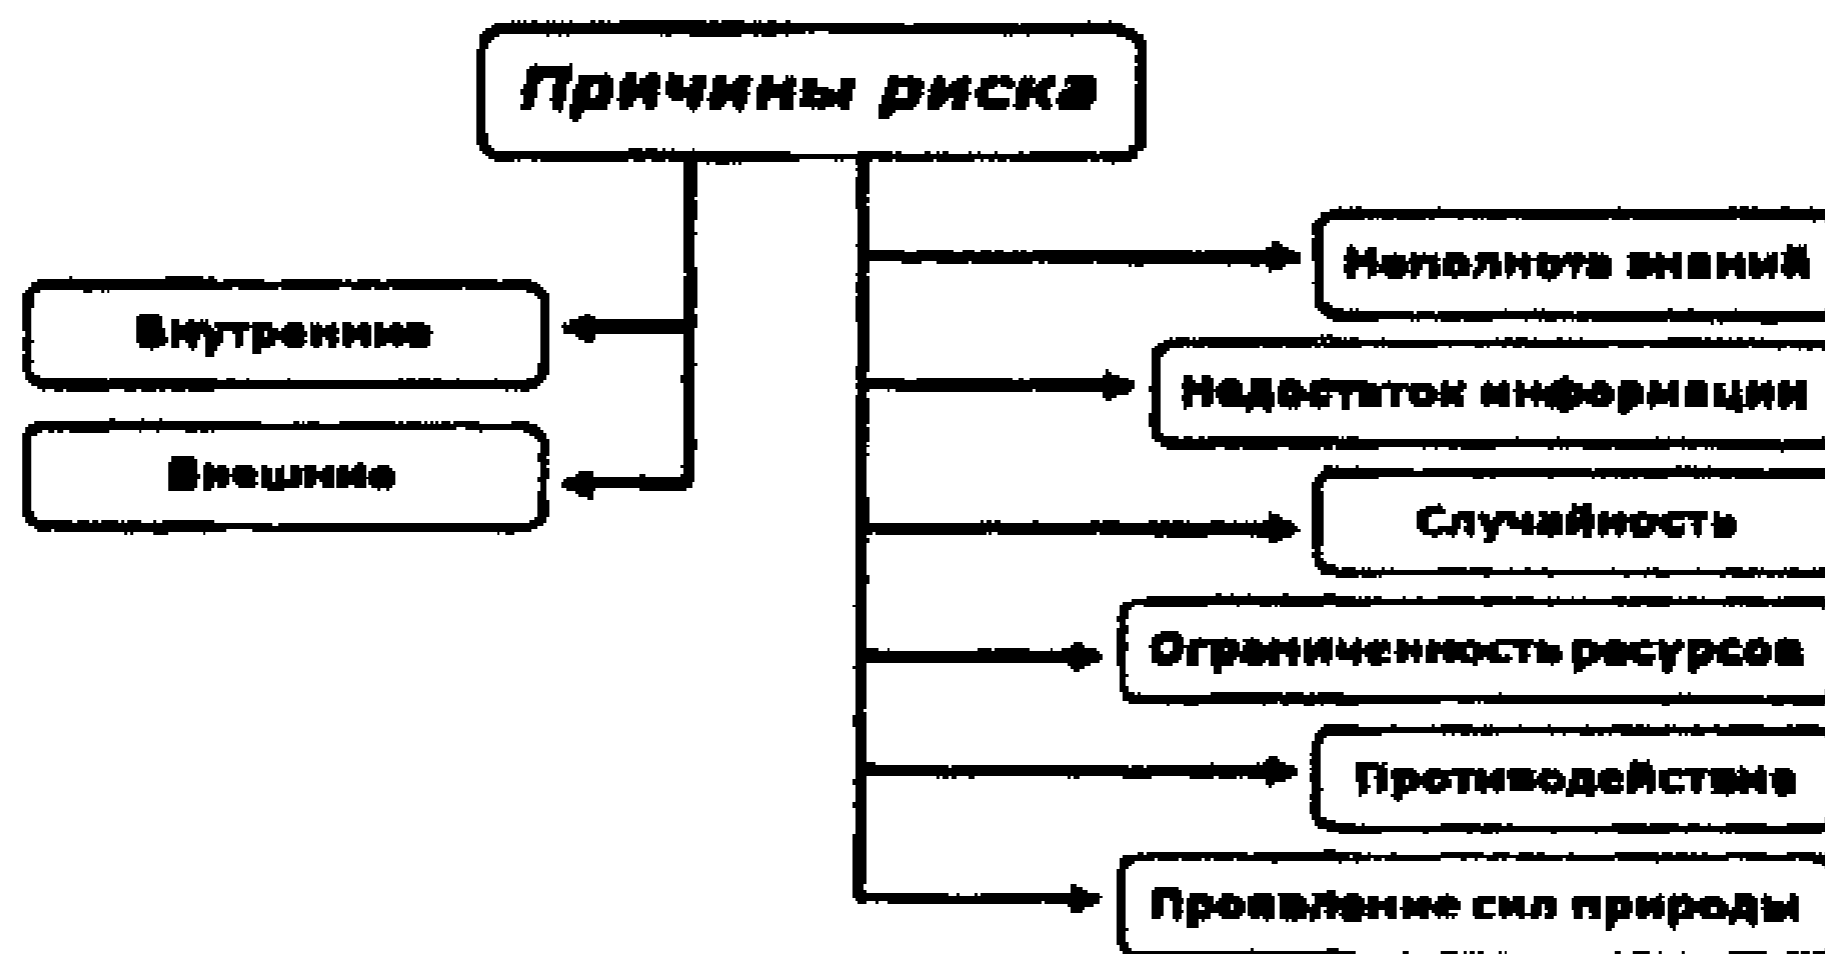 Причины риска
Внутренние
Внешние
Неполнота знаний
Недостаток информации
Случайность
Ограниченность ресурсов
Противодействие
Проявление сил природы